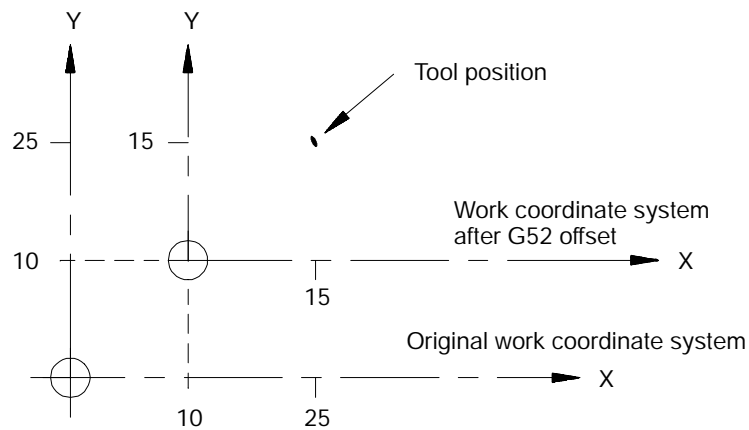 Y
Y
Tool position
25
15
Work coordinate system
after G52 offset
10
X
15
Original work coordinate system
X
10
25